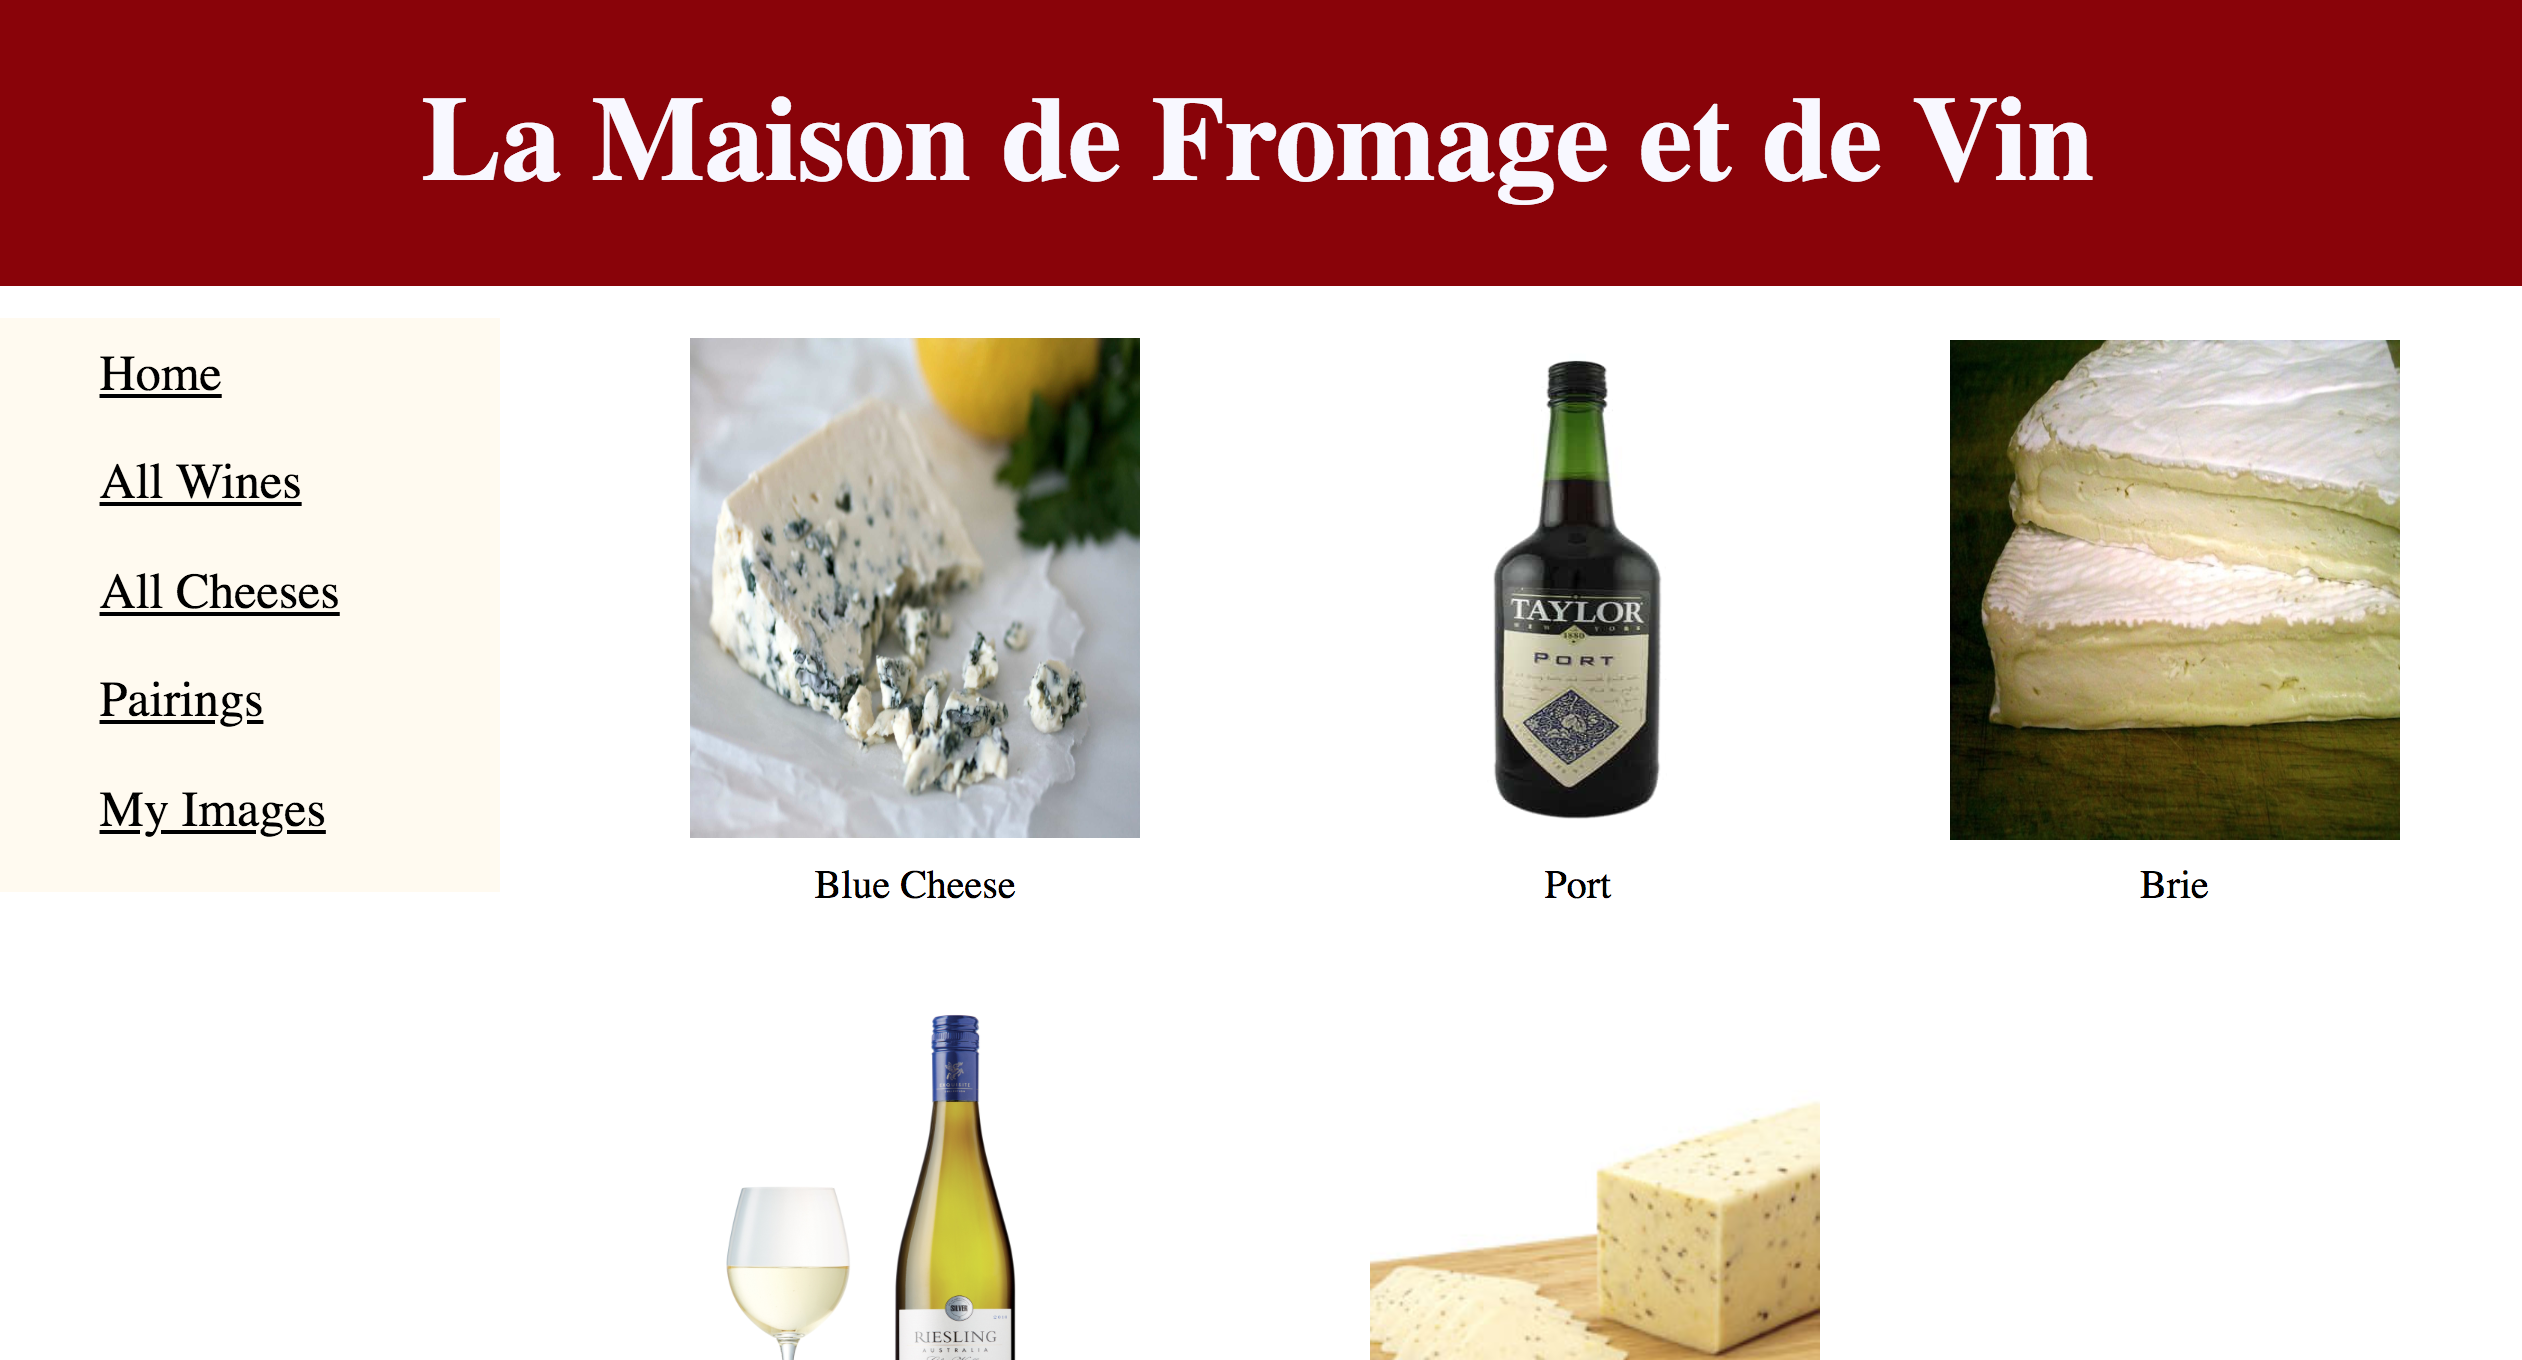 La Maison de Fromage et de Vin
Home
All Wines
All Cheeses
Pairings
My Images
TAYLOR
NEW YORK
1880
PORT
Blue Cheese
Port
Brie
SILVER
RIESLING
AUSTRALIA